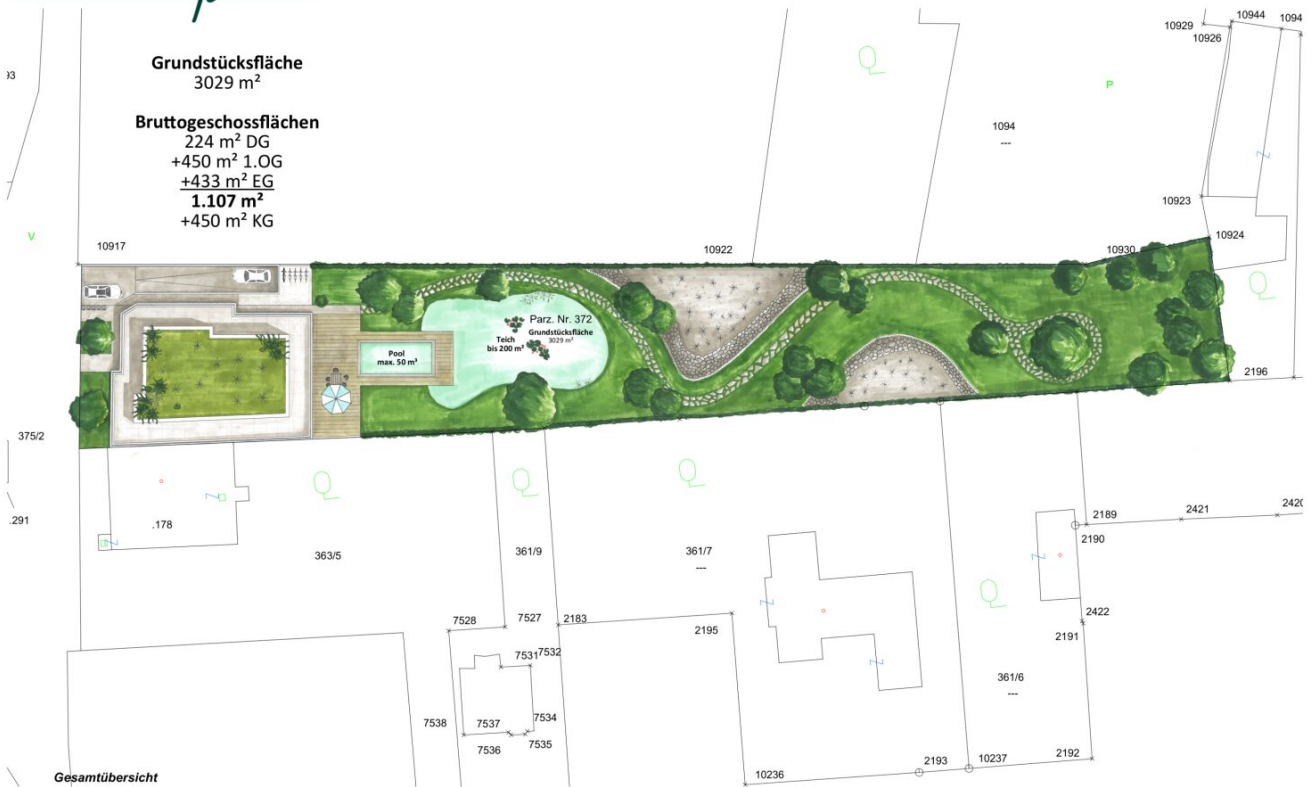 Grundstücksfläche
3029 m²
Bruttogeschossflächen
224 m² DG
+450 m² 1.OG
+433 m² EG
1.107 m²
+450 m² KG
10929
10944
1094
10926
93
P
1094
---
Z
10923
V
10917
10922
10930
10924
Parz. Nr. 372
Grundstücksfläche
3029 m²
Teich
bis 200 m²
Pool
max. 50 m³
2196
375/2
.291
.178
Z
Z
363/5
361/9
361/7
---
2189
2421
2420
2190
Z
Z
7528
7527
2183
2195
2422
2191
7531
7532
Z
361/6
---
7538
7537
7534
7536
7535
10236
2193
10237
2192
Gesamtübersicht